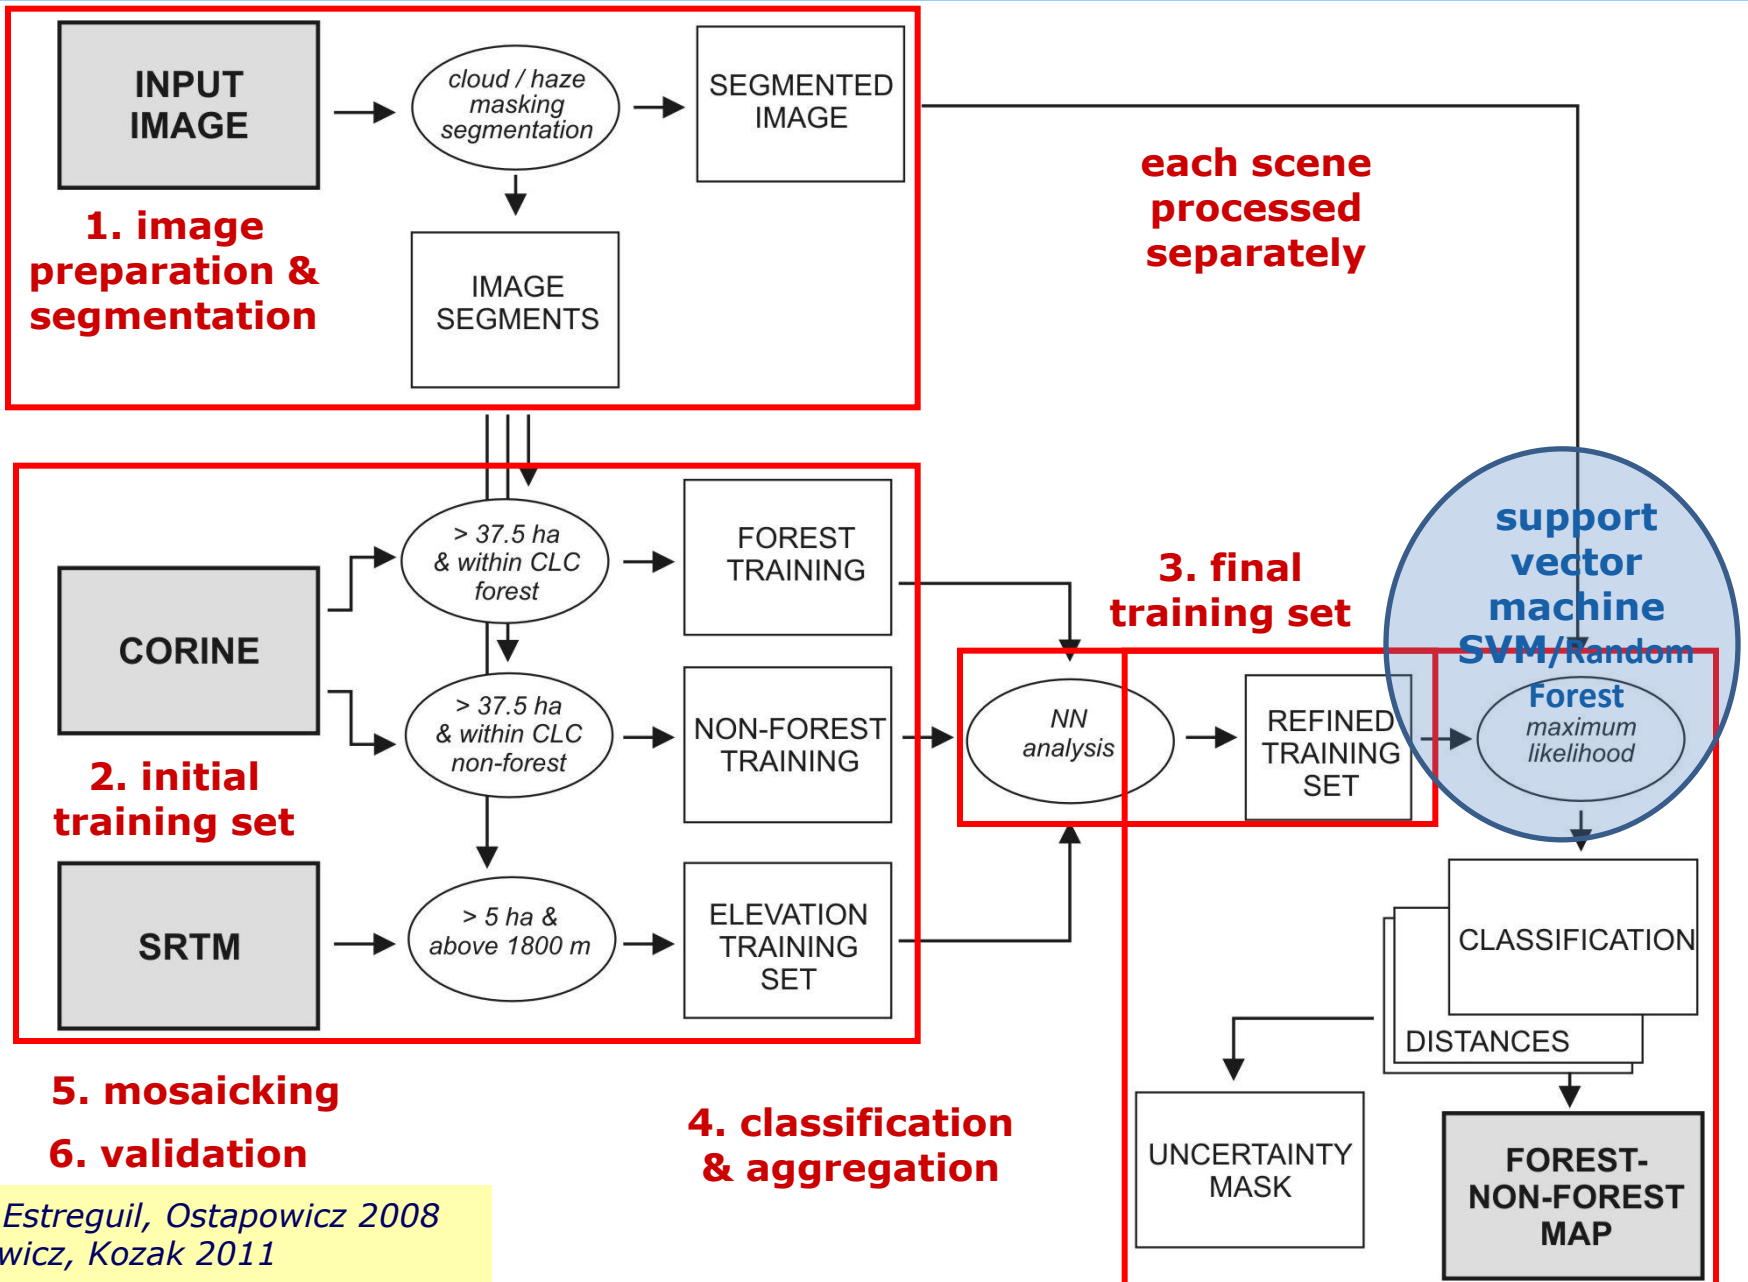 INPUT
IMAGE
cloud / haze
masking
segmentation
SEGMENTED
IMAGE
1. image
preparation &
segmentation
IMAGE
SEGMENTS
each scene
processed
separately
CORINE
> 37.5 ha
& within CLC
forest
FOREST
TRAINING
> 37.5 ha
& within CLC
non-forest
NON-FOREST
TRAINING
2. initial
training set
SRTM
> 5 ha &
above 1800 m
ELEVATION
TRAINING
SET
3. final
training set
NN
analysis
REFINED
TRAINING
SET
support
vector
machine
SVM/Random
Forest
maximum
likelihood
CLASSIFICATION
DISTANCES
UNCERTAINTY
MASK
FOREST-
NON-FOREST
MAP
4. classification
& aggregation
5. mosaicking
6. validation
Estreguil, Ostapowicz 2008
wicz, Kozak 2011